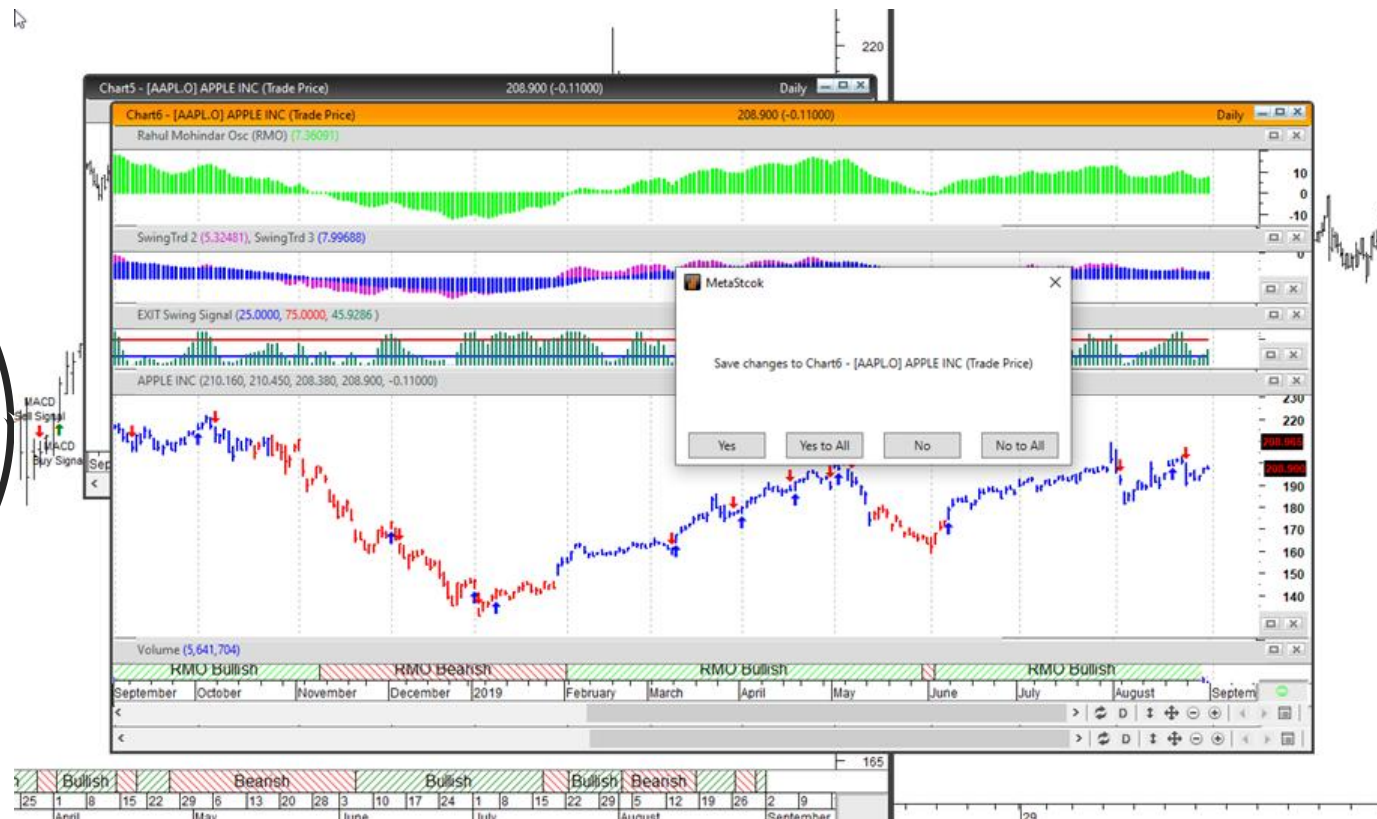 220
Chart5 - [AAPL.O] APPLE INC (Trade Price) 208.900 (-0.11000) Daily
Chart6 - [AAPL.O] APPLE INC (Trade Price) 208.900 (-0.11000) Daily
Rahul Mohindar Osc (RMO) (7.36091)
10
0
-10
SwingTrd 2 (5.32481), SwingTrd 3 (7.99688)
0
EXIT Swing Signal (25.0000, 75.0000, 45.9286 )
APPLE INC (210.160, 210.450, 208.380, 208.900, -0.11000)
MetaStcok
Save changes to Chart6 - [AAPL.O] APPLE INC (Trade Price)
Yes Yes to All No No to All
230
220
208.900
190
180
170
160
150
140
MACD
Sell Signal
MACD
Buy Signa
Sep
Volume (5,641,704)
RMO Bullish RMO Bearish RMO Bullish RMO Bullish
September October November December 2019 February March April May June July August Septem
D
D
165
Bullish Bearish Bullish Bullish Bearish
25 1 8 15 22 29 6 13 20 28 3 10 17 24 1 8 15 22 29 5 12 19 26 2 9
April May June July August September
29